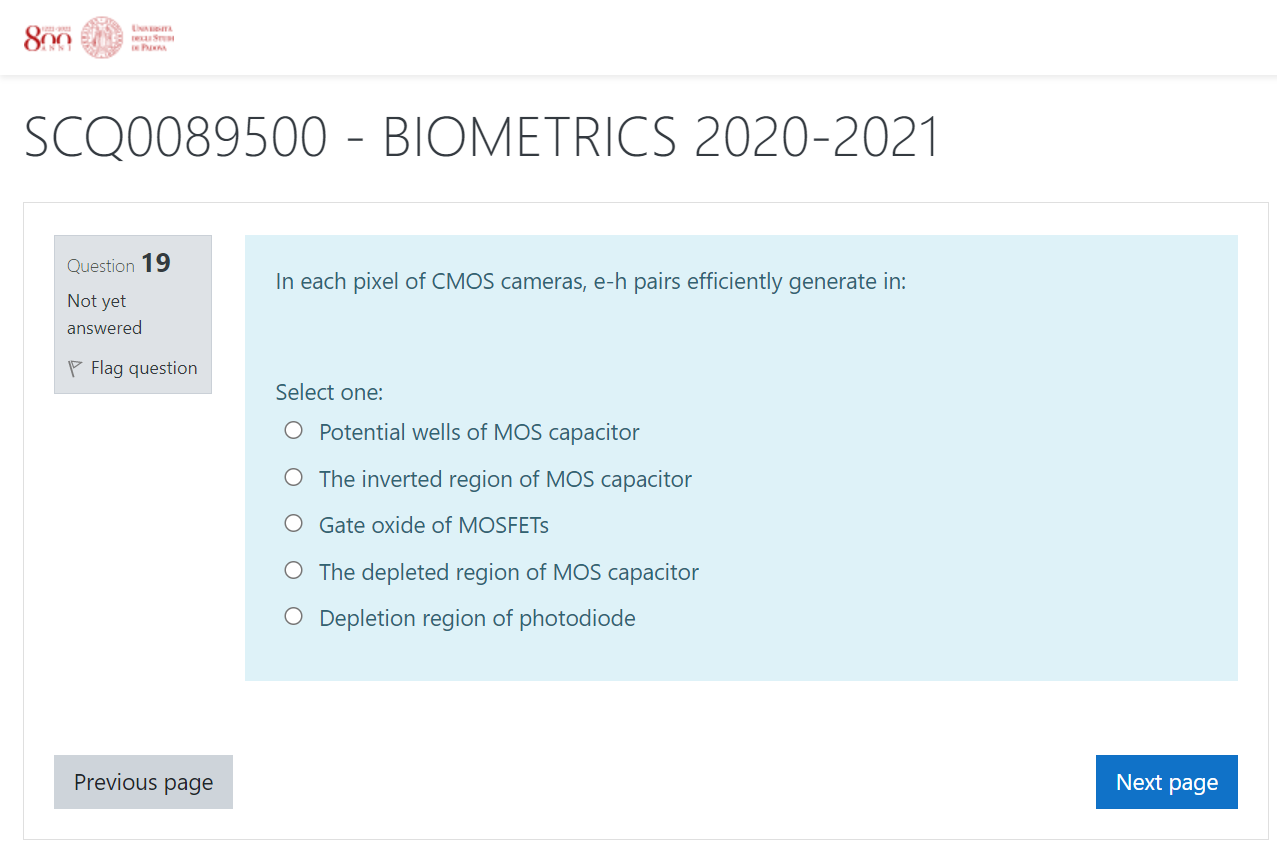 800 1222-2022
ANNI
UNIVERSITÀ
DEGLI STUDI
DI PADOVA
SCQ0089500 - BIOMETRICS 2020-2021
Question 19
Not yet
answered
Flag question
In each pixel of CMOS cameras, e-h pairs efficiently generate in:
Select one:
Potential wells of MOS capacitor
The inverted region of MOS capacitor
Gate oxide of MOSFETs
The depleted region of MOS capacitor
Depletion region of photodiode
Previous page
Next page